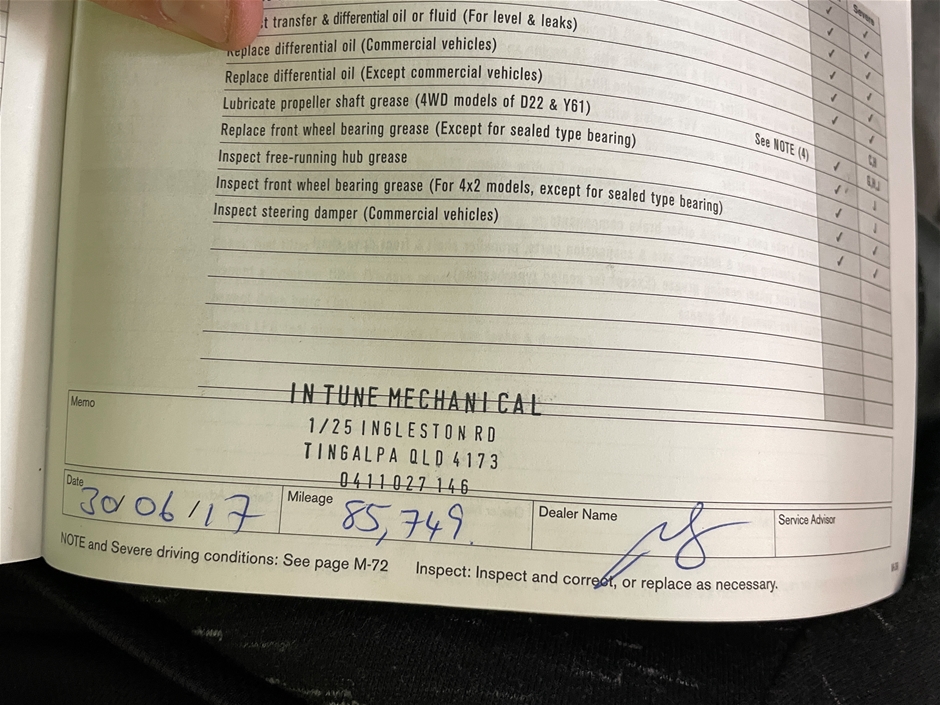 Severe
t transfer & differential oil or fluid (For level & leaks)
Replace differential oil (Commercial vehicles)
Replace differential oil (Except commercial vehicles)
Lubricate propeller shaft grease (4WD models of D22 & Y61)
Replace front wheel bearing grease (Except for sealed type bearing) See NOTE (4)
Inspect free-running hub grease
Inspect front wheel bearing grease (For 4x2 models, except for sealed type bearing)
Inspect steering damper (Commercial vehicles)
IN TUNE MECHANICAL
Memo
1/25 INGLESTON RD
TINGALPA QLD 4173
0411 027 146
Date 30/06/17 Mileage 85,749. Dealer Name Service Advisor
NOTE and Severe driving conditions: See page M-72 Inspect: Inspect and correct, or replace as necessary.